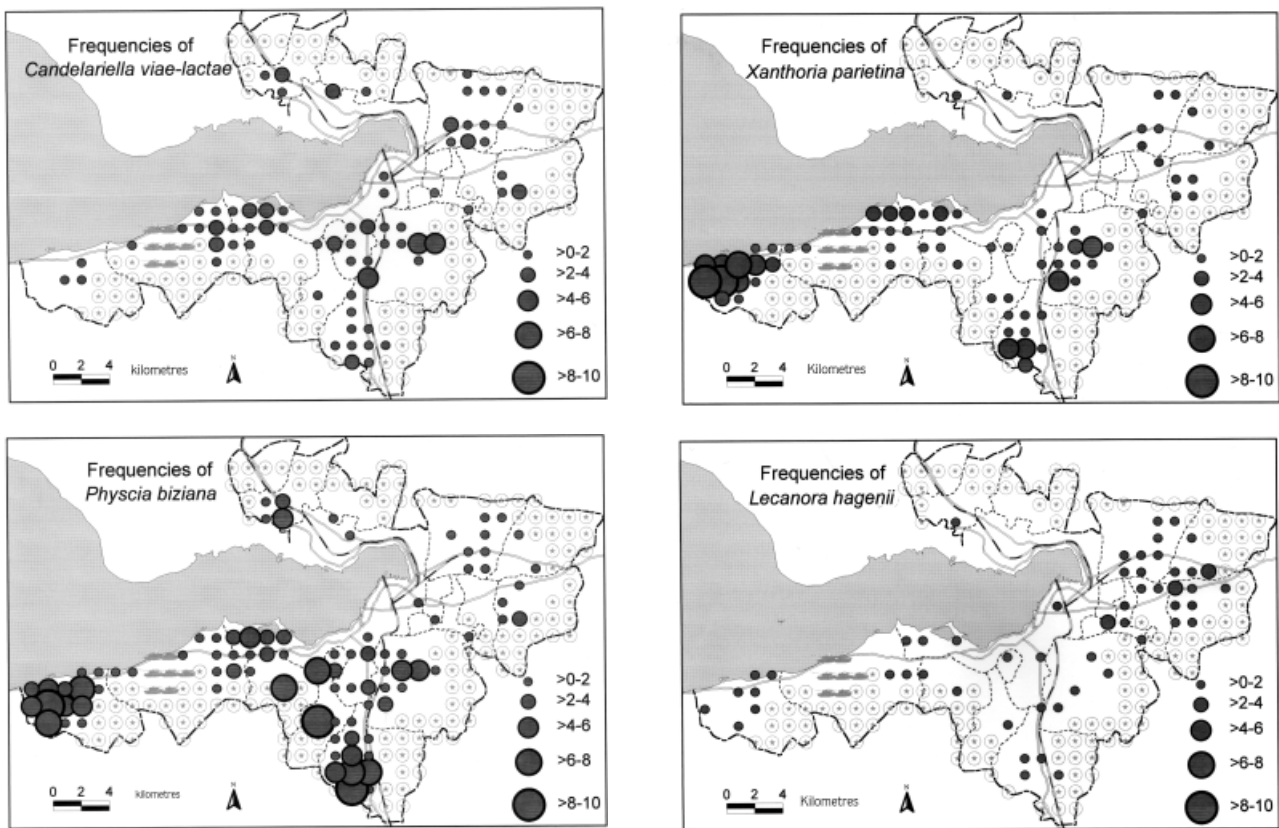 Frequencies of
Candelariella viae-lactae
>0-2
>2-4
>4-6
>6-8
>8-10
0 2 4 kilometres
N
Frequencies of
Xanthoria parietina
>0-2
>2-4
>4-6
>6-8
>8-10
0 2 4 Kilometres
N
Frequencies of
Physcia biziana
>0-2
>2-4
>4-6
>6-8
>8-10
0 2 4 kilometres
N
Frequencies of
Lecanora hagenii
>0-2
>2-4
>4-6
>6-8
>8-10
0 2 4 Kilometres
N